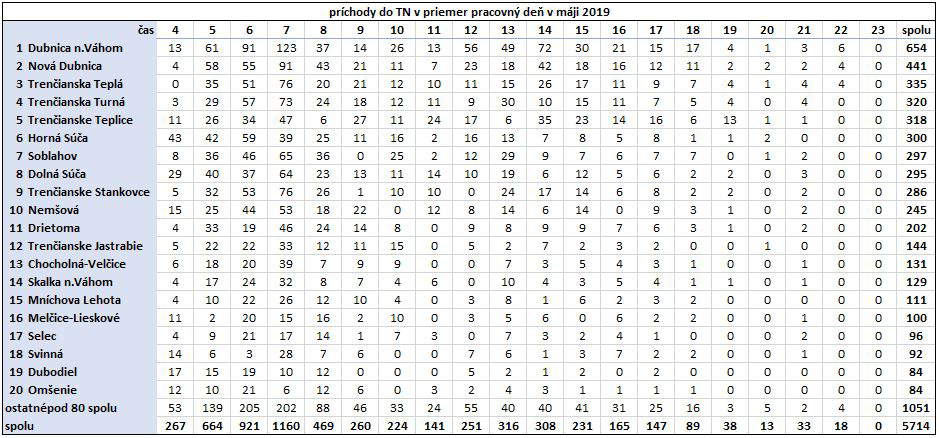 príchody do TN v priemer pracovný deň v máji 2019
čas 4 5 6 7 8 9 10 11 12 13 14 15 16 17 18 19 20 21 22 23 spolu
1 Dubnica n.Váhom 13 61 91 123 37 14 26 13 56 49 72 30 21 15 17 4 1 3 6 0 654
2 Nová Dubnica 4 58 55 91 43 21 11 7 23 18 42 18 16 12 11 2 2 2 4 0 441
3 Trenčianska Teplá 0 35 51 76 20 21 12 10 11 15 26 17 11 9 7 4 1 4 4 0 335
4 Trenčianska Turná 3 29 57 73 24 18 12 11 9 30 10 15 11 7 5 4 0 4 0 0 320
5 Trenčianske Teplice 11 26 34 47 6 27 11 24 17 6 35 23 14 16 6 13 1 1 0 0 318
6 Horná Súča 43 42 59 39 25 11 16 2 16 13 7 8 5 8 1 1 2 0 0 0 300
7 Soblahov 8 36 46 65 36 0 25 2 12 29 9 7 6 7 7 0 1 2 0 0 297
8 Dolná Súča 29 40 37 64 23 13 11 14 10 19 6 12 5 6 2 2 0 3 0 0 295
9 Trenčianske Stankovce 5 32 53 76 26 1 10 10 0 24 17 14 6 8 2 2 0 2 0 0 286
10 Nemšová 15 25 44 53 18 22 0 12 8 14 6 14 0 9 3 1 0 2 0 0 245
11 Drietoma 4 33 19 46 24 14 8 0 9 8 9 9 7 6 3 1 0 2 0 0 202
12 Trenčianske Jastrabie 5 22 22 33 12 11 15 0 5 2 7 2 3 2 0 0 1 0 0 0 144
13 Chocholná-Velčice 6 18 20 39 7 9 9 0 0 7 3 5 4 3 1 0 0 1 0 0 131
14 Skalka n.Váhom 4 17 24 32 8 7 4 6 0 10 4 3 5 4 1 1 0 1 0 0 129
15 Mníchova Lehota 4 10 22 26 12 10 4 0 3 8 1 6 2 3 2 0 0 0 0 0 111
16 Melčice-Lieskové 11 2 20 15 16 2 10 0 3 5 6 0 6 2 2 0 0 0 0 0 100
17 Selec 4 9 21 17 14 1 7 3 0 7 3 2 4 1 0 0 0 2 0 0 96
18 Svinná 14 6 3 28 7 6 0 0 7 6 1 3 7 2 2 0 0 1 0 0 92
19 Dubodiel 17 15 19 10 12 0 0 0 5 2 1 2 0 1 0 0 0 0 0 0 84
20 Omšenie 12 10 21 6 12 6 0 3 2 4 3 1 1 1 1 0 0 0 0 0 84
ostatnépod 80 spolu 53 139 205 202 88 46 33 24 55 40 40 41 31 25 16 3 5 2 4 0 1051
spolu 267 664 921 1160 469 260 224 141 251 316 308 231 165 147 89 38 13 33 18 0 5714